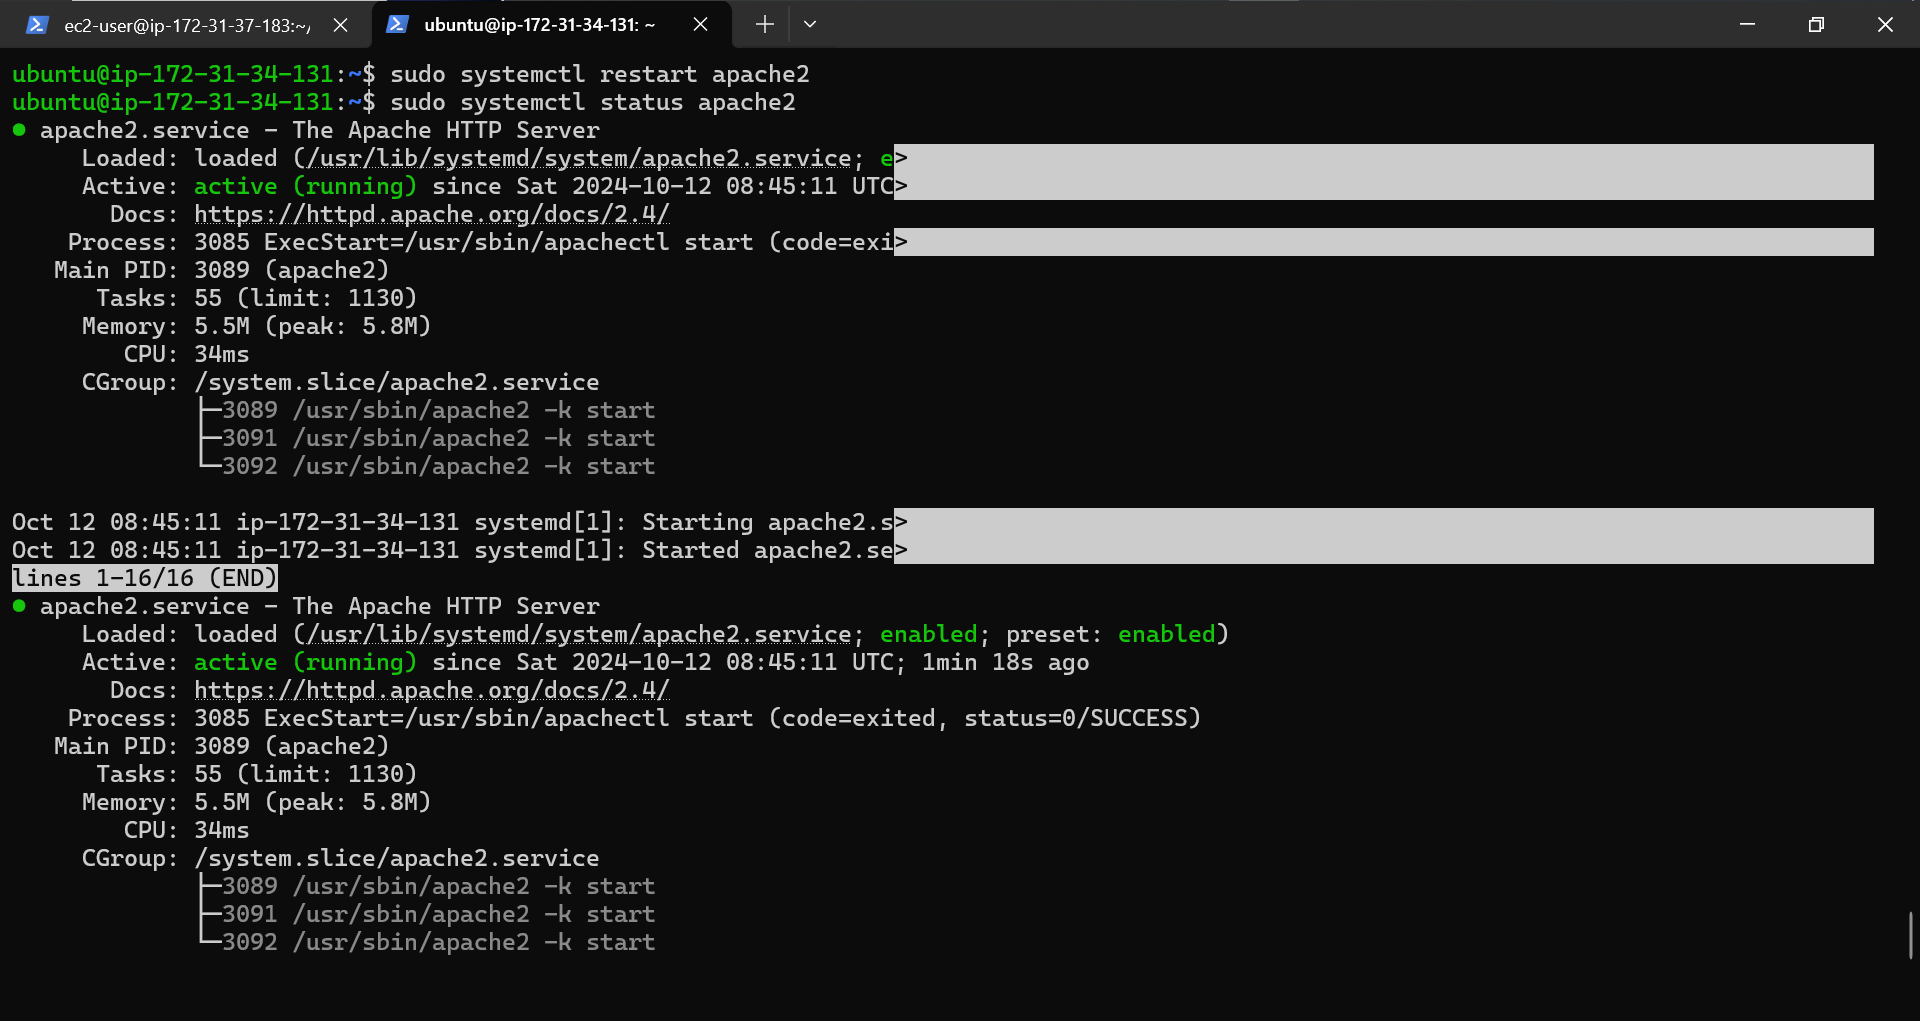 ec2-user@ip-172-31-37-183:~/
ubuntu@ip-172-31-34-131: ~
ubuntu@ip-172-31-34-131:~$ sudo systemctl restart apache2
ubuntu@ip-172-31-34-131:~$ sudo systemctl status apache2
● apache2.service - The Apache HTTP Server
     Loaded: loaded (/usr/lib/systemd/system/apache2.service; e>
     Active: active (running) since Sat 2024-10-12 08:45:11 UTC>
       Docs: https://httpd.apache.org/docs/2.4/
    Process: 3085 ExecStart=/usr/sbin/apachectl start (code=exi>
   Main PID: 3089 (apache2)
      Tasks: 55 (limit: 1130)
     Memory: 5.5M (peak: 5.8M)
        CPU: 34ms
     CGroup: /system.slice/apache2.service
             ├─3089 /usr/sbin/apache2 -k start
             ├─3091 /usr/sbin/apache2 -k start
             └─3092 /usr/sbin/apache2 -k start
Oct 12 08:45:11 ip-172-31-34-131 systemd[1]: Starting apache2.s>
Oct 12 08:45:11 ip-172-31-34-131 systemd[1]: Started apache2.se>
lines 1-16/16 (END)
● apache2.service - The Apache HTTP Server
     Loaded: loaded (/usr/lib/systemd/system/apache2.service; enabled; preset: enabled)
     Active: active (running) since Sat 2024-10-12 08:45:11 UTC; 1min 18s ago
       Docs: https://httpd.apache.org/docs/2.4/
    Process: 3085 ExecStart=/usr/sbin/apachectl start (code=exited, status=0/SUCCESS)
   Main PID: 3089 (apache2)
      Tasks: 55 (limit: 1130)
     Memory: 5.5M (peak: 5.8M)
        CPU: 34ms
     CGroup: /system.slice/apache2.service
             ├─3089 /usr/sbin/apache2 -k start
             ├─3091 /usr/sbin/apache2 -k start
             └─3092 /usr/sbin/apache2 -k start